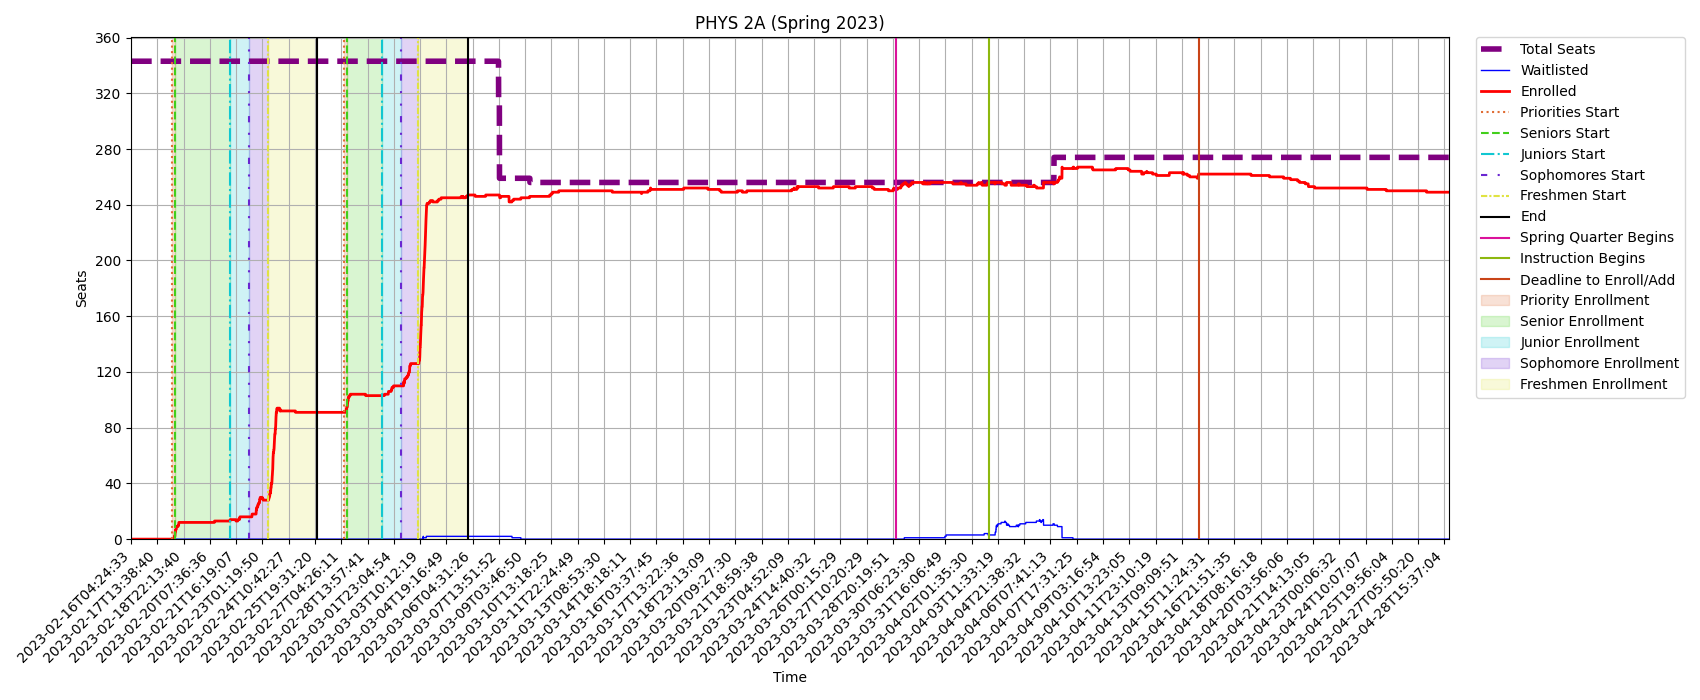 PHYS 2A (Spring 2023)
360
320
280
240
200
160
120
80
40
0
Seats
2023-02-16T04:24:33
2023-02-17T13:38:40
2023-02-18T22:13:40
2023-02-20T07:36:36
2023-02-21T16:19:07
2023-02-23T01:19:50
2023-02-24T10:42:27
2023-02-25T19:31:20
2023-02-27T04:26:11
2023-02-28T13:57:41
2023-03-01T23:04:54
2023-03-03T10:12:19
2023-03-04T19:16:49
2023-03-06T04:31:26
2023-03-07T13:51:52
2023-03-09T03:46:50
2023-03-10T13:18:25
2023-03-11T22:24:49
2023-03-13T08:53:30
2023-03-14T18:18:11
2023-03-16T03:37:45
2023-03-17T13:22:36
2023-03-18T23:13:09
2023-03-20T09:27:30
2023-03-21T18:59:38
2023-03-23T04:52:09
2023-03-24T14:40:32
2023-03-26T00:15:29
2023-03-27T10:20:29
2023-03-28T20:19:51
2023-03-30T06:23:30
2023-03-31T16:06:49
2023-04-02T01:35:30
2023-04-03T11:33:19
2023-04-04T21:38:32
2023-04-06T07:41:13
2023-04-07T17:31:25
2023-04-09T03:16:54
2023-04-10T13:23:05
2023-04-11T23:10:19
2023-04-13T09:09:51
2023-04-15T11:24:31
2023-04-16T21:51:35
2023-04-18T08:16:18
2023-04-20T03:56:06
2023-04-21T14:13:05
2023-04-23T00:06:32
2023-04-24T10:07:07
2023-04-25T19:56:04
2023-04-27T05:50:20
2023-04-28T15:37:04
Time
Total Seats
Waitlisted
Enrolled
Priorities Start
Seniors Start
Juniors Start
Sophomores Start
Freshmen Start
End
Spring Quarter Begins
Instruction Begins
Deadline to Enroll/Add
Priority Enrollment
Senior Enrollment
Junior Enrollment
Sophomore Enrollment
Freshmen Enrollment